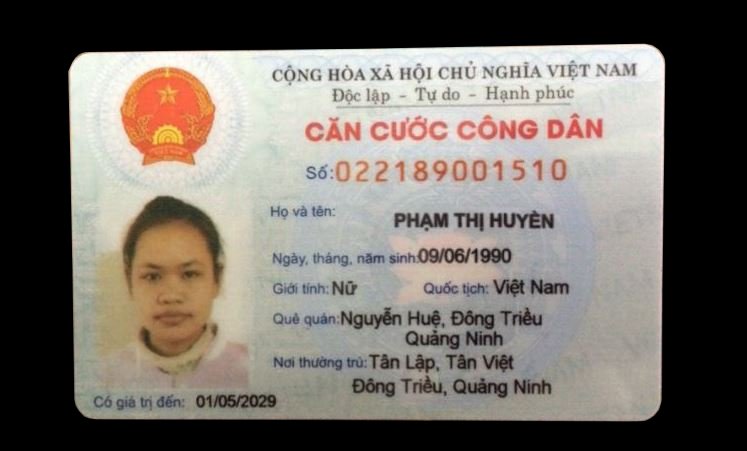 CỘNG HÒA XÃ HỘI CHỦ NGHĨA VIỆT NAM
Độc lập - Tự do - Hạnh phúc
CĂN CƯỚC CÔNG DÂN
Số: 022189001510
Họ và tên: PHẠM THỊ HUYÈN
Ngày, tháng, năm sinh: 09/06/1990
Giới tính: Nữ Quốc tịch: Việt Nam
Quê quán: Nguyễn Huệ, Đông Triều
Quảng Ninh
Nơi thường trú: Tân Lập, Tân Việt
Đông Triều, Quảng Ninh
Có giá trị đến: 01/05/2029